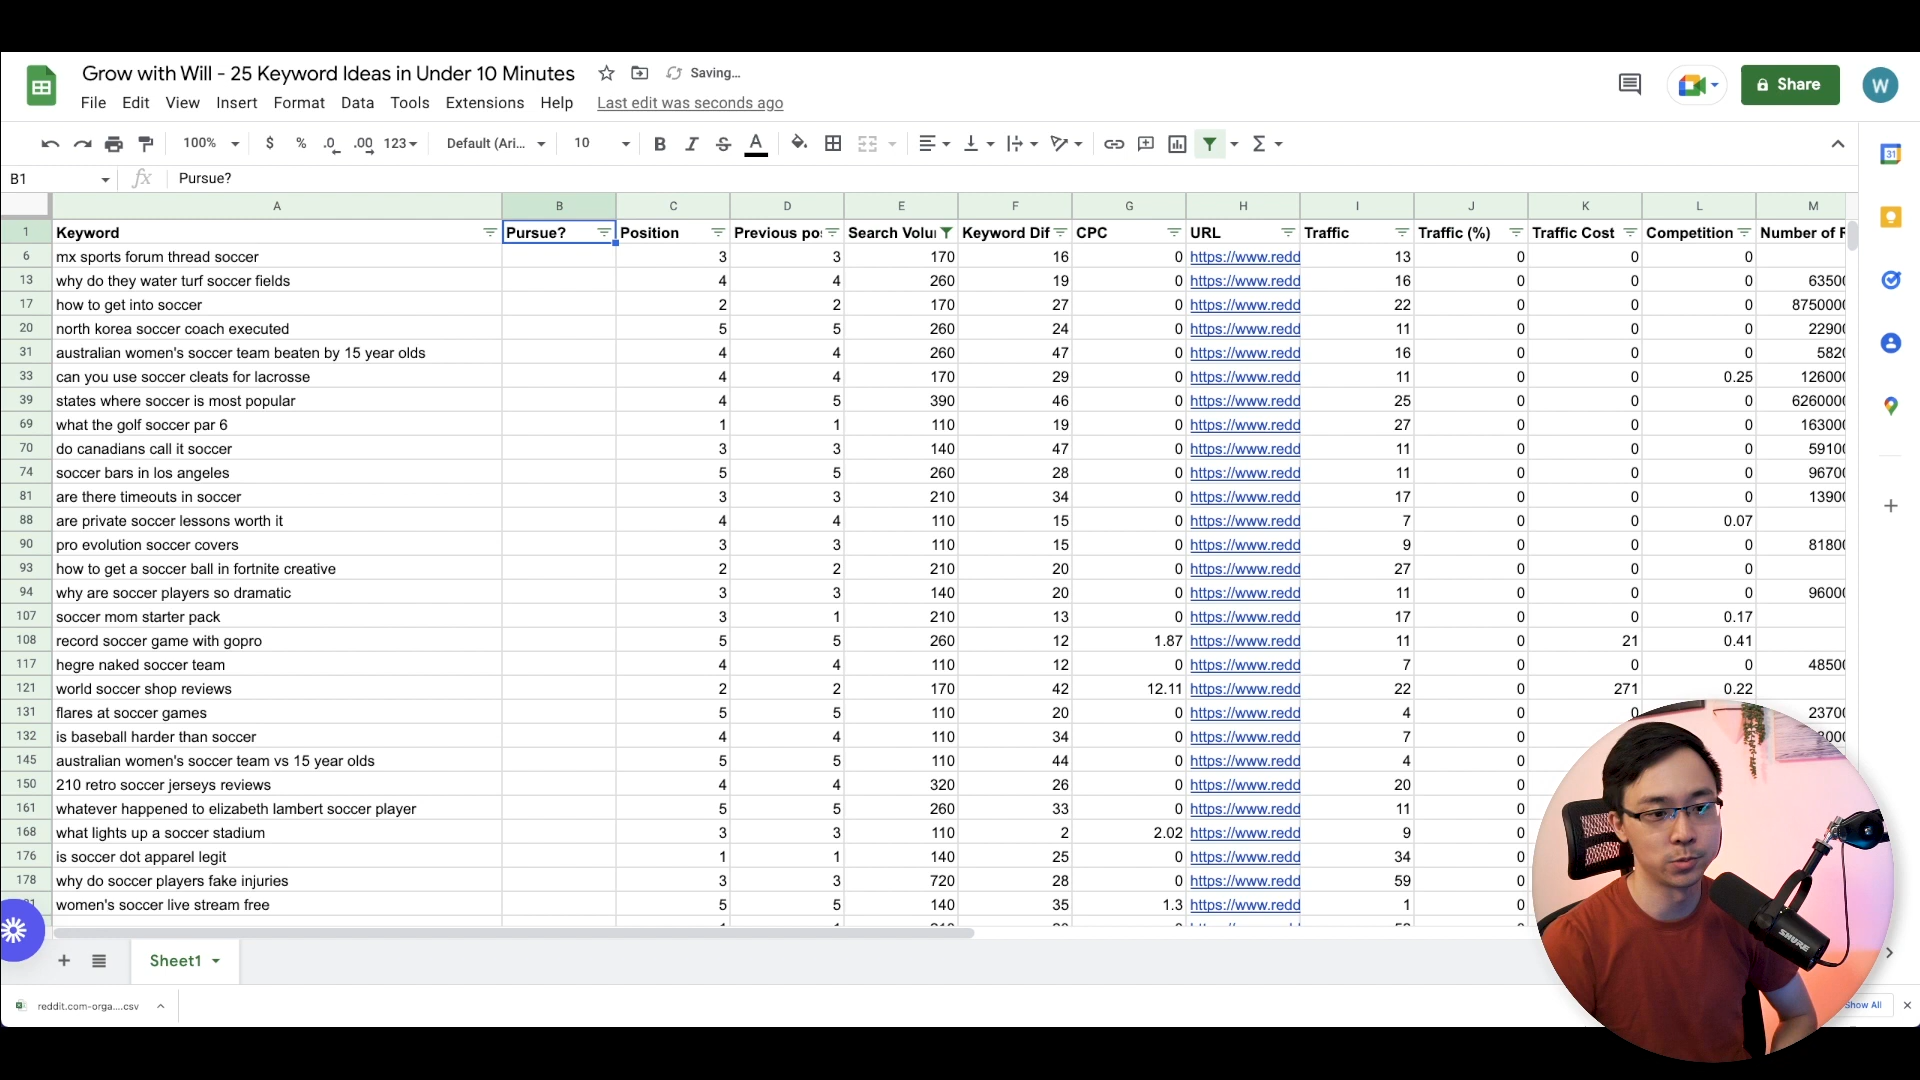 Grow with Will - 25 Keyword Ideas in Under 10 Minutes Saving...
File Edit View Insert Format Data Tools Extensions Help Last edit was seconds ago
Share
W
100% $ % .0 .00 123 Default (Ari... 10 B I S A
B1 fx Pursue?
A B C D E F G H I J K L M
1 Keyword Pursue? Position Previous po Search Volu Keyword Dif CPC URL Traffic Traffic (%) Traffic Cost Competition Number of R
6 mx sports forum thread soccer 3 3 170 16 0 https://www.redd 13 0 0 0
13 why do they water turf soccer fields 4 4 260 19 0 https://www.redd 16 0 0 0 63500
17 how to get into soccer 2 2 170 27 0 https://www.redd 22 0 0 0 8750000
20 north korea soccer coach executed 5 5 260 24 0 https://www.redd 11 0 0 0 22900
31 australian women's soccer team beaten by 15 year olds 4 4 260 47 0 https://www.redd 16 0 0 0 5820
33 can you use soccer cleats for lacrosse 4 4 170 29 0 https://www.redd 11 0 0 0.25 126000
39 states where soccer is most popular 4 5 390 46 0 https://www.redd 25 0 0 0 6260000
69 what the golf soccer par 6 1 1 110 19 0 https://www.redd 27 0 0 0 163000
70 do canadians call it soccer 3 3 140 47 0 https://www.redd 11 0 0 0 59100
74 soccer bars in los angeles 5 5 260 28 0 https://www.redd 11 0 0 0 96700
81 are there timeouts in soccer 3 3 210 34 0 https://www.redd 17 0 0 0 13900
88 are private soccer lessons worth it 4 4 110 15 0 https://www.redd 7 0 0 0.07
90 pro evolution soccer covers 3 3 110 15 0 https://www.redd 9 0 0 0 81800
93 how to get a soccer ball in fortnite creative 2 2 210 20 0 https://www.redd 27 0 0 0
94 why are soccer players so dramatic 3 3 140 20 0 https://www.redd 11 0 0 0 96000
107 soccer mom starter pack 3 1 210 13 0 https://www.redd 17 0 0 0.17
108 record soccer game with gopro 5 5 260 12 1.87 https://www.redd 11 0 21 0.41
117 hegre naked soccer team 4 4 110 12 0 https://www.redd 7 0 0 0 48500
121 world soccer shop reviews 2 2 170 42 12.11 https://www.redd 22 0 271 0.22
131 flares at soccer games 5 5 110 20 0 https://www.redd 4 0 0 23700
132 is baseball harder than soccer 4 4 110 34 0 https://www.redd 7 0
145 australian women's soccer team vs 15 year olds 5 5 110 44 0 https://www.redd 4 0
150 210 retro soccer jerseys reviews 4 4 320 26 0 https://www.redd 20 0
161 whatever happened to elizabeth lambert soccer player 5 5 260 33 0 https://www.redd 11 0
168 what lights up a soccer stadium 3 3 110 2 2.02 https://www.redd 9 0
176 is soccer dot apparel legit 1 1 140 25 0 https://www.redd 34 0
178 why do soccer players fake injuries 3 3 720 28 0 https://www.redd 59 0
women's soccer live stream free 5 5 140 35 1.3 https://www.redd 1 0
Sheet1
reddit.com-orga....csv
Show All
SHURE